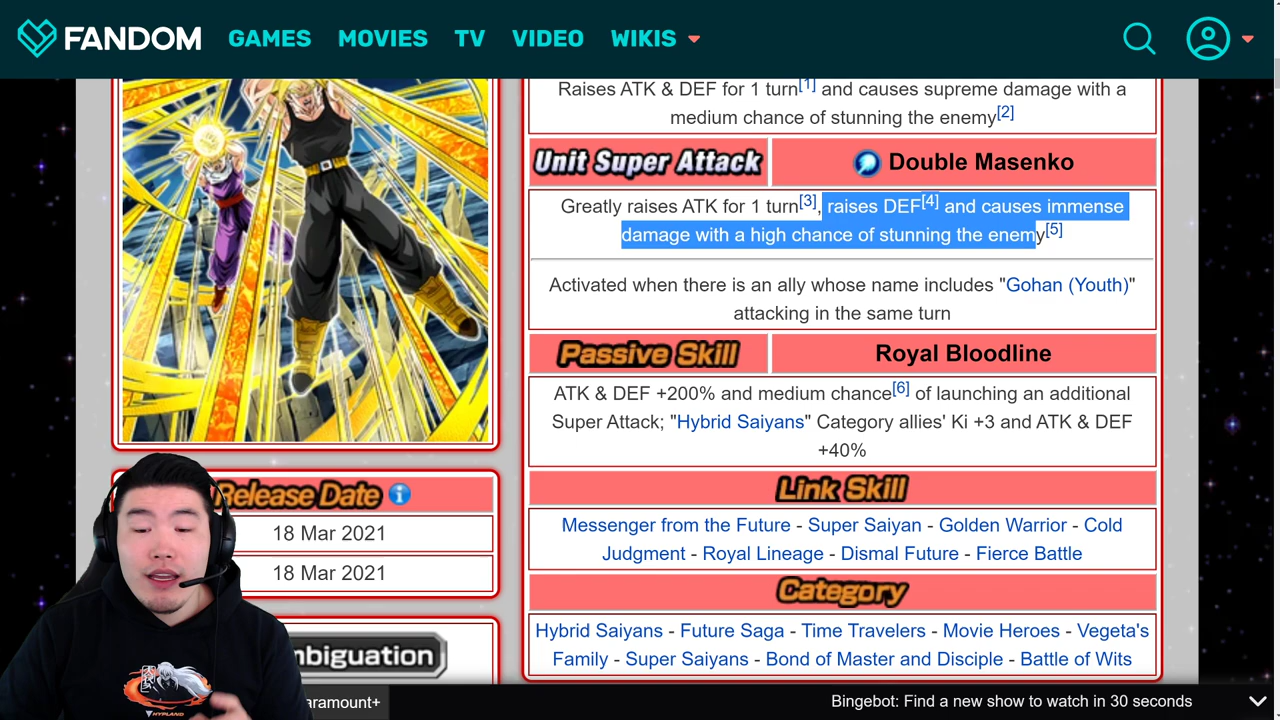 FANDOM GAMES MOVIES TV VIDEO WIKIS
Raises ATK & DEF for 1 turn[1] and causes supreme damage with a
medium chance of stunning the enemy[2]
Unit Super Attack Double Masenko
Greatly raises ATK for 1 turn[3], raises DEF[4] and causes immense
damage with a high chance of stunning the enemy[5]
Activated when there is an ally whose name includes "Gohan (Youth)"
attacking in the same turn
Passive Skill Royal Bloodline
ATK & DEF +200% and medium chance[6] of launching an additional
Super Attack; "Hybrid Saiyans" Category allies' Ki +3 and ATK & DEF
+40%
Link Skill
Messenger from the Future - Super Saiyan - Golden Warrior - Cold
Judgment - Royal Lineage - Dismal Future - Fierce Battle
Category
Hybrid Saiyans - Future Saga - Time Travelers - Movie Heroes - Vegeta's
Family - Super Saiyans - Bond of Master and Disciple - Battle of Wits
Release Date
18 Mar 2021
18 Mar 2021
mbiguation
HYPLAND
aramount+
Bingebot: Find a new show to watch in 30 seconds